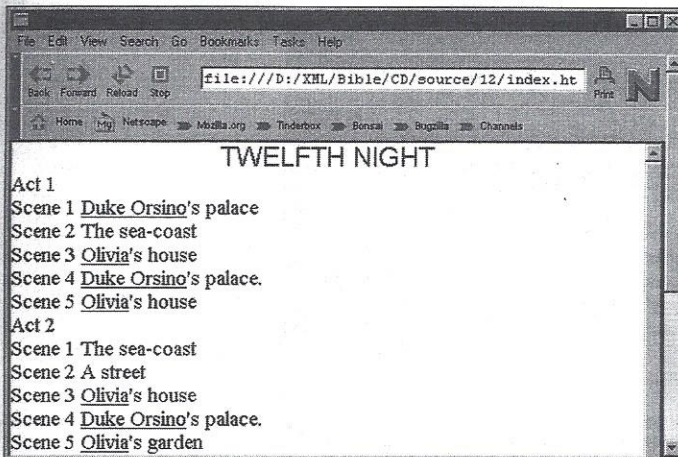 File Edit View Search Go Bookmarks Tasks Help
Back Forward Reload Stop file:///D:/XML/Bible/CD/source/12/index.ht Print N
Home My Netscape Mozilla.org Tinderbox Bonsai Bugzilla Channels
TWELFTH NIGHT
Act 1
Scene 1 Duke Orsino's palace
Scene 2 The sea-coast
Scene 3 Olivia's house
Scene 4 Duke Orsino's palace.
Scene 5 Olivia's house
Act 2
Scene 1 The sea-coast
Scene 2 A street
Scene 3 Olivia's house
Scene 4 Duke Orsino's palace.
Scene 5 Olivia's garden